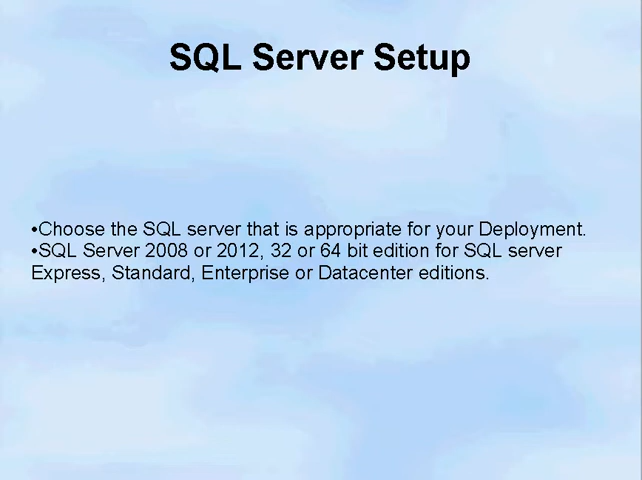 SQL Server Setup
•Choose the SQL server that is appropriate for your Deployment.
•SQL Server 2008 or 2012, 32 or 64 bit edition for SQL server
Express, Standard, Enterprise or Datacenter editions.